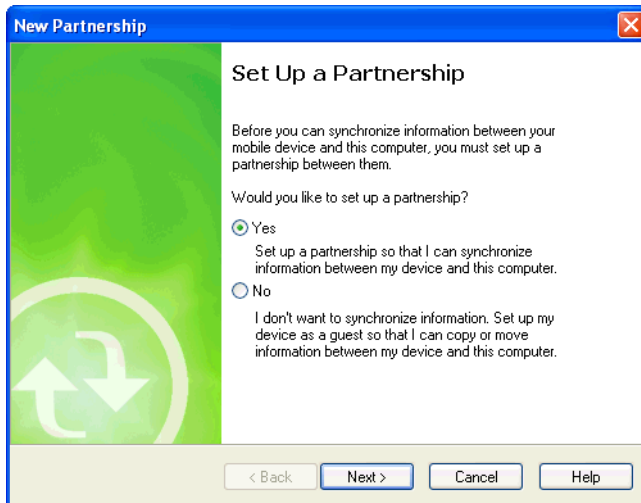 New Partnership
Set Up a Partnership
Before you can synchronize information between your
mobile device and this computer, you must set up a
partnership between them.
Would you like to set up a partnership?
Yes
Set up a partnership so that I can synchronize
information between my device and this computer.
No
I don't want to synchronize information. Set up my
device as a guest so that I can copy or move
information between my device and this computer.
< Back Next > Cancel Help